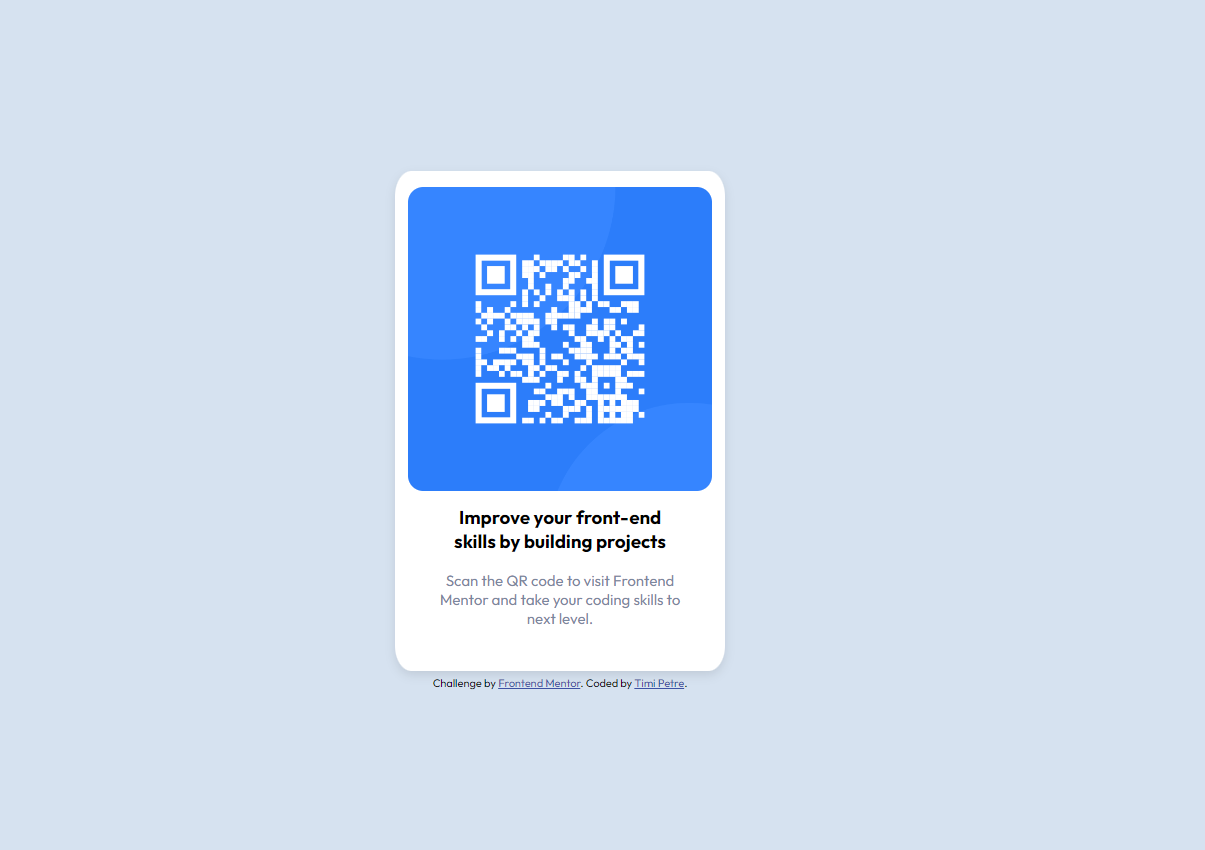 Improve your front-end
skills by building projects
Scan the QR code to visit Frontend
Mentor and take your coding skills to
next level.
Challenge by Frontend Mentor. Coded by Timi Petre.